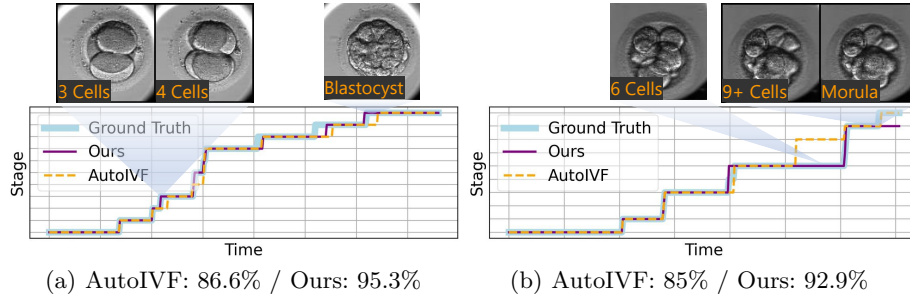 3 Cells
4 Cells
Blastocyst
Ground Truth
Ours
AutoIVF
Stage
Time
(a) AutoIVF: 86.6% / Ours: 95.3%
6 Cells
9+ Cells
Morula
Ground Truth
Ours
AutoIVF
Stage
Time
(b) AutoIVF: 85% / Ours: 92.9%